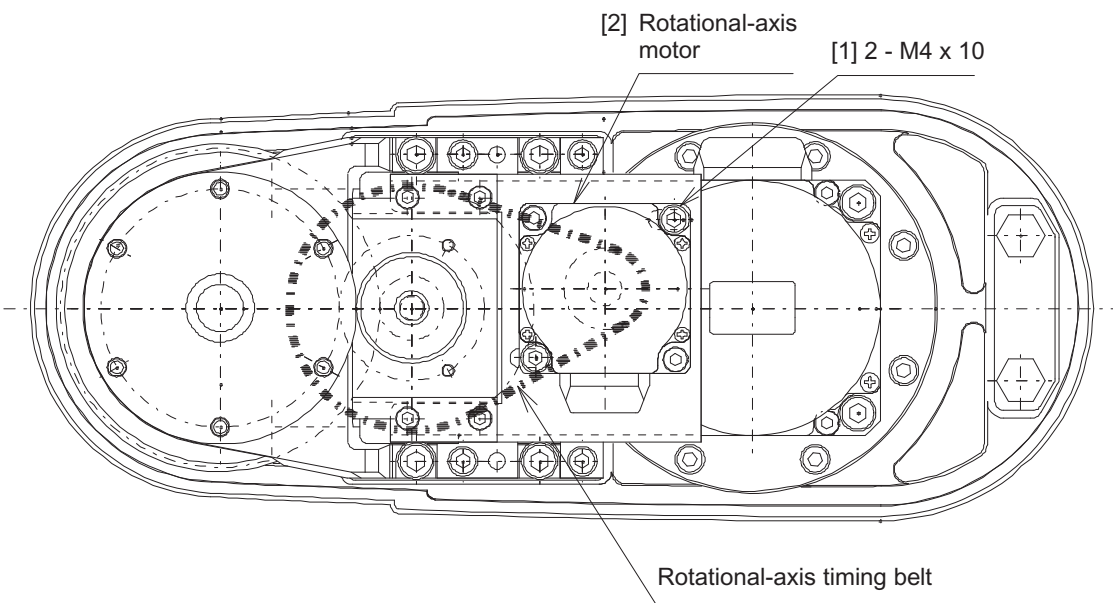 [2] Rotational-axis
motor
[1] 2 - M4 x 10
Rotational-axis timing belt